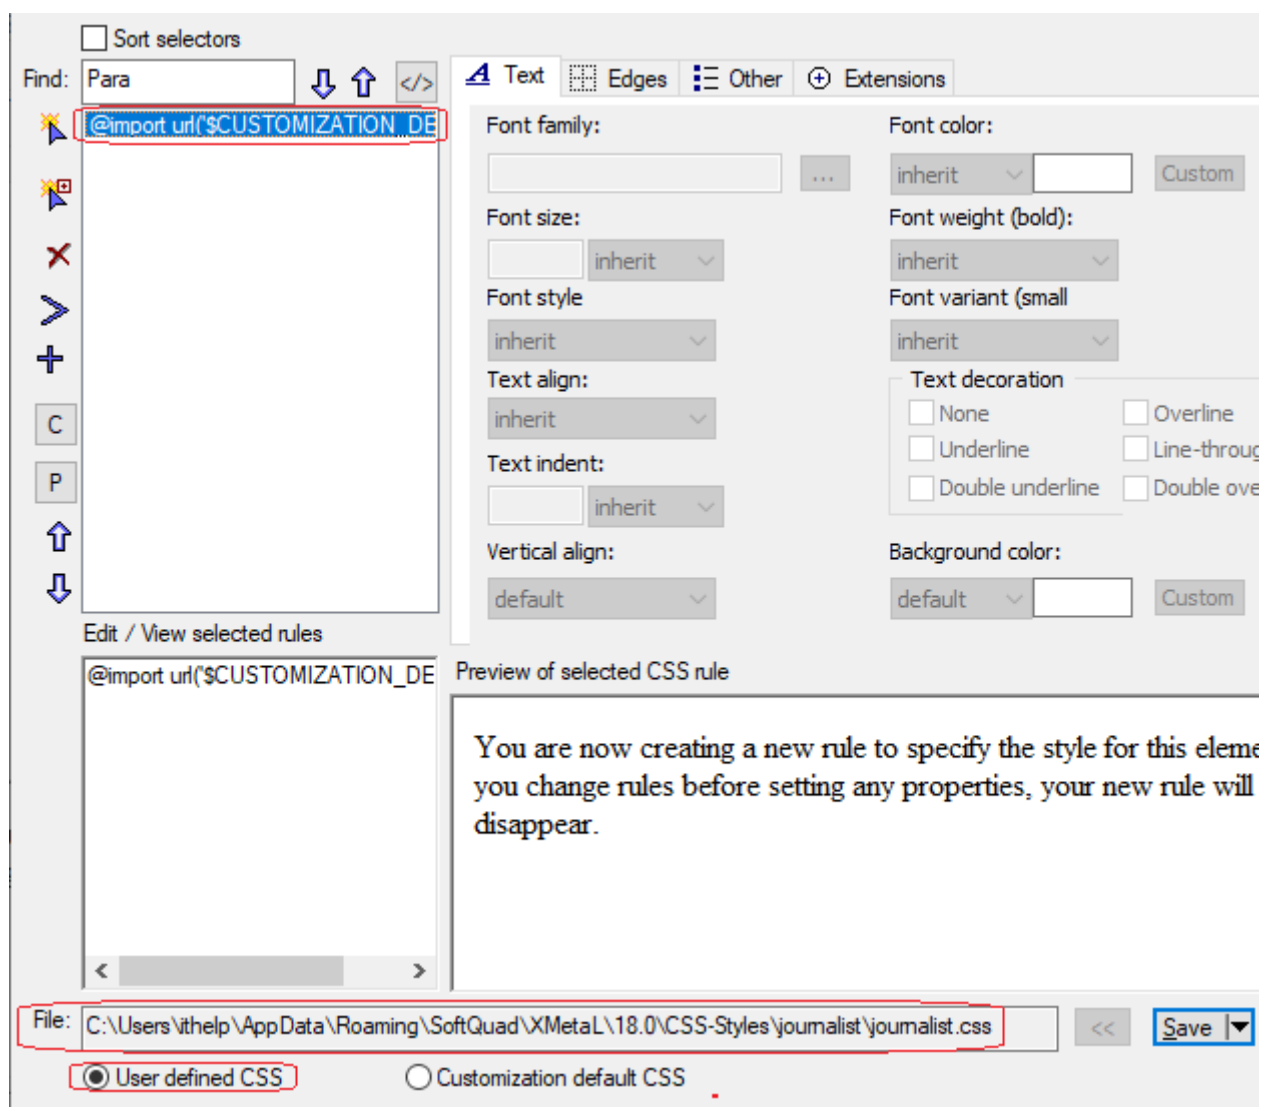 Sort selectors
Find: Para </>
Text Edges Other Extensions
@import url('$CUSTOMIZATION_DE
Font family: Font color:
... inherit Custom
Font size: Font weight (bold):
inherit inherit
Font style Font variant (small
inherit inherit
Text align: Text decoration
inherit None Overline
Underline Line-throug
Text indent:
C
P
inherit Double underline Double ove
Vertical align: Background color:
default default Custom
Edit / View selected rules
@import url('$CUSTOMIZATION_DE
Preview of selected CSS rule
You are now creating a new rule to specify the style for this eleme
you change rules before setting any properties, your new rule will
disappear.
File: C:\Users\ithelp\AppData\Roaming\SoftQuad\XMetaL\18.0\CSS-Styles\journalist\journalist.css << Save
User defined CSS Customization default CSS